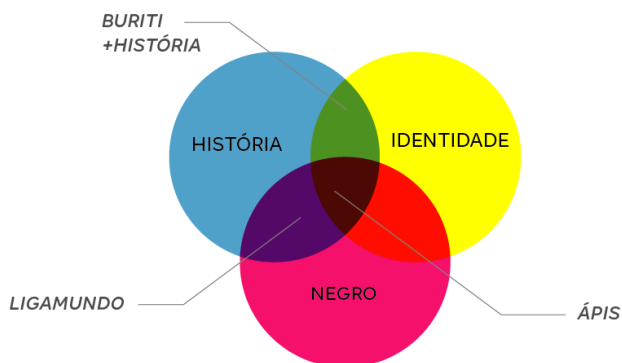 BURITI
+HISTÓRIA
HISTÓRIA
IDENTIDADE
NEGRO
LIGAMUNDO
ÁPIS